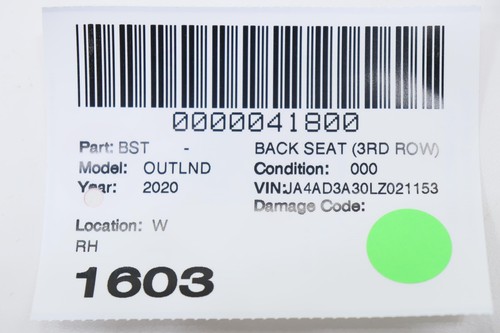 0000041800
Part: BST - BACK SEAT (3RD ROW)
Model: OUTLND Condition: 000
Year: 2020 VIN:JA4AD3A30LZ021153
Damage Code:
Location: W
RH
1603